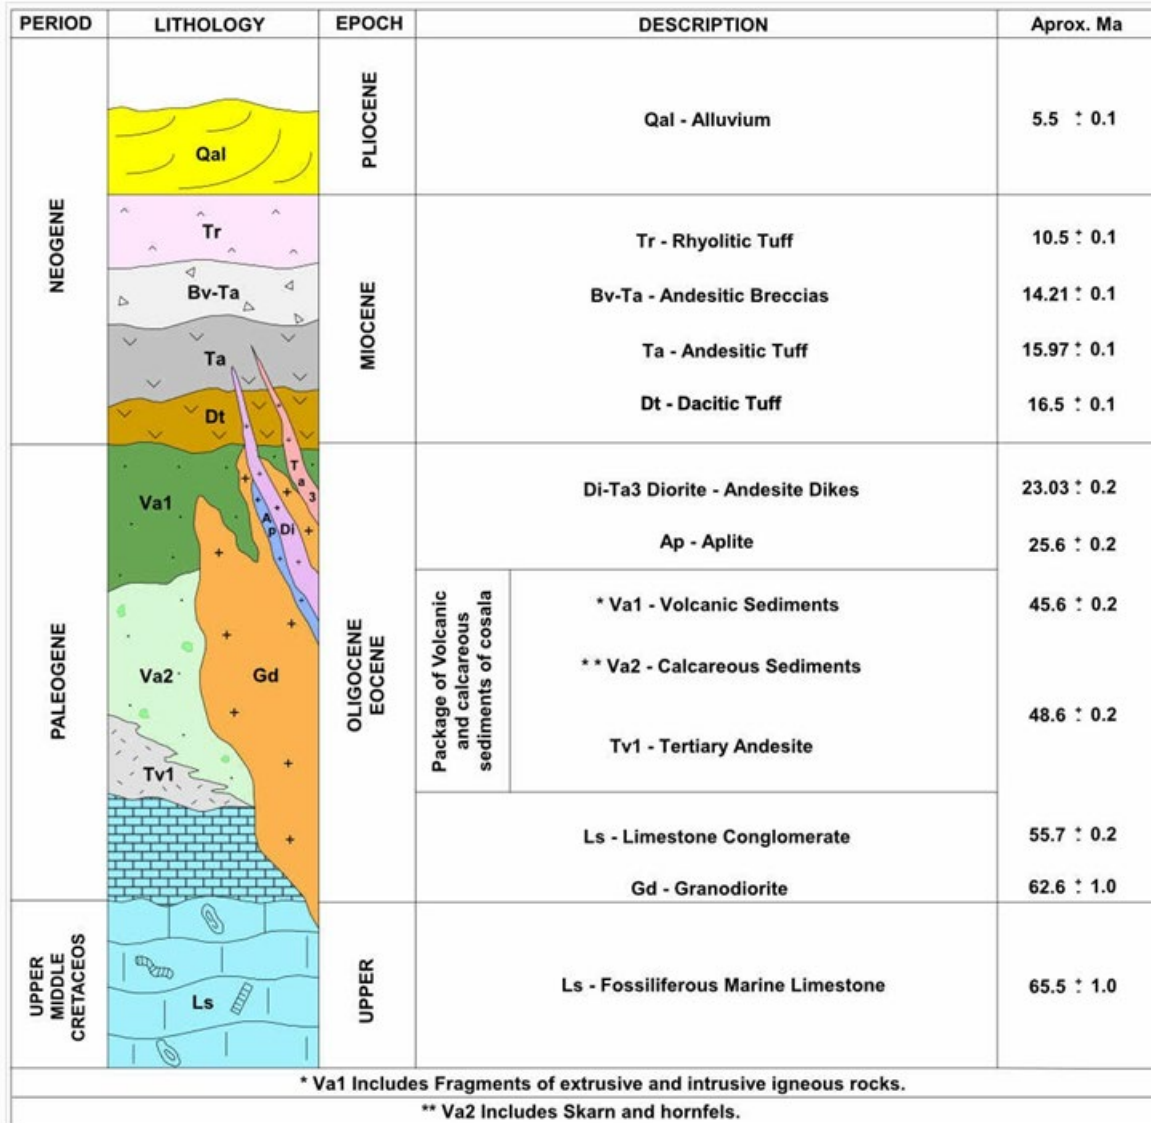 PERIOD LITHOLOGY EPOCH DESCRIPTION Aprox. Ma
NEOGENE
PLIOCENE
Qal
Qal - Alluvium 5.5 ± 0.1
MIOCENE
Tr
Tr - Rhyolitic Tuff 10.5 ± 0.1
Bv-Ta
Bv-Ta - Andesitic Breccias 14.21 ± 0.1
Ta
Ta - Andesitic Tuff 15.97 ± 0.1
Dt
Dt - Dacitic Tuff 16.5 ± 0.1
PALEOGENE
OLIGOCENE
EOCENE
Va1
Ta3
Ap
Di
Di-Ta3 Diorite - Andesite Dikes 23.03 ± 0.2
Ap - Aplite 25.6 ± 0.2
Package of Volcanic
and calcareous
sediments of cosala
* Va1 - Volcanic Sediments 45.6 ± 0.2
Va2
Gd
* * Va2 - Calcareous Sediments
48.6 ± 0.2
Tv1
Tv1 - Tertiary Andesite
Ls - Limestone Conglomerate 55.7 ± 0.2
Gd - Granodiorite 62.6 ± 1.0
UPPER
MIDDLE
CRETACEOS
UPPER
Ls
Ls - Fossiliferous Marine Limestone 65.5 ± 1.0
* Va1 Includes Fragments of extrusive and intrusive igneous rocks.
** Va2 Includes Skarn and hornfels.